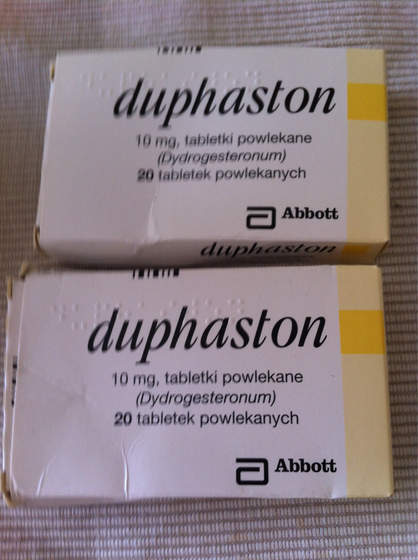 duphaston
10 mg, tabletki powlekane
(Dydrogesteronum)
20 tabletek powlekanych
Abbott
duphaston
duphaston
10 mg, tabletki powlekane
(Dydrogesteronum)
20 tabletek powlekanych
Abbott